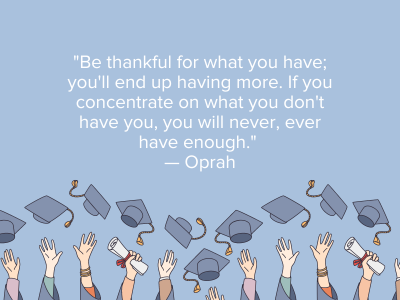 "Be thankful for what you have;
you'll end up having more. If you
concentrate on what you don't
have you, you will never, ever
have enough."
— Oprah